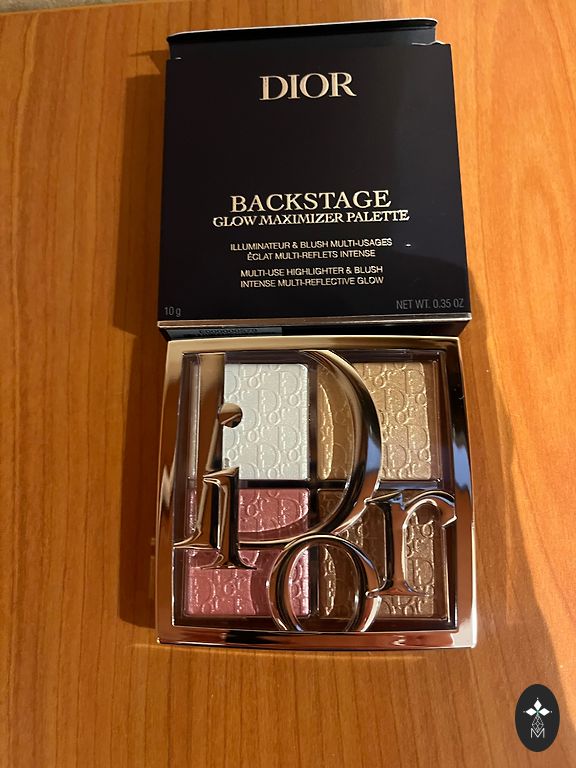 DIOR
BACKSTAGE
GLOW MAXIMIZER PALETTE
ILLUMINATEUR & BLUSH MULTI-USAGES
ÉCLAT MULTI-REFLETS INTENSE
MULTI-USE HIGHLIGHTER & BLUSH
INTENSE MULTI-REFLECTIVE GLOW
10 g
NET WT. 0.35 OZ
Dior
M